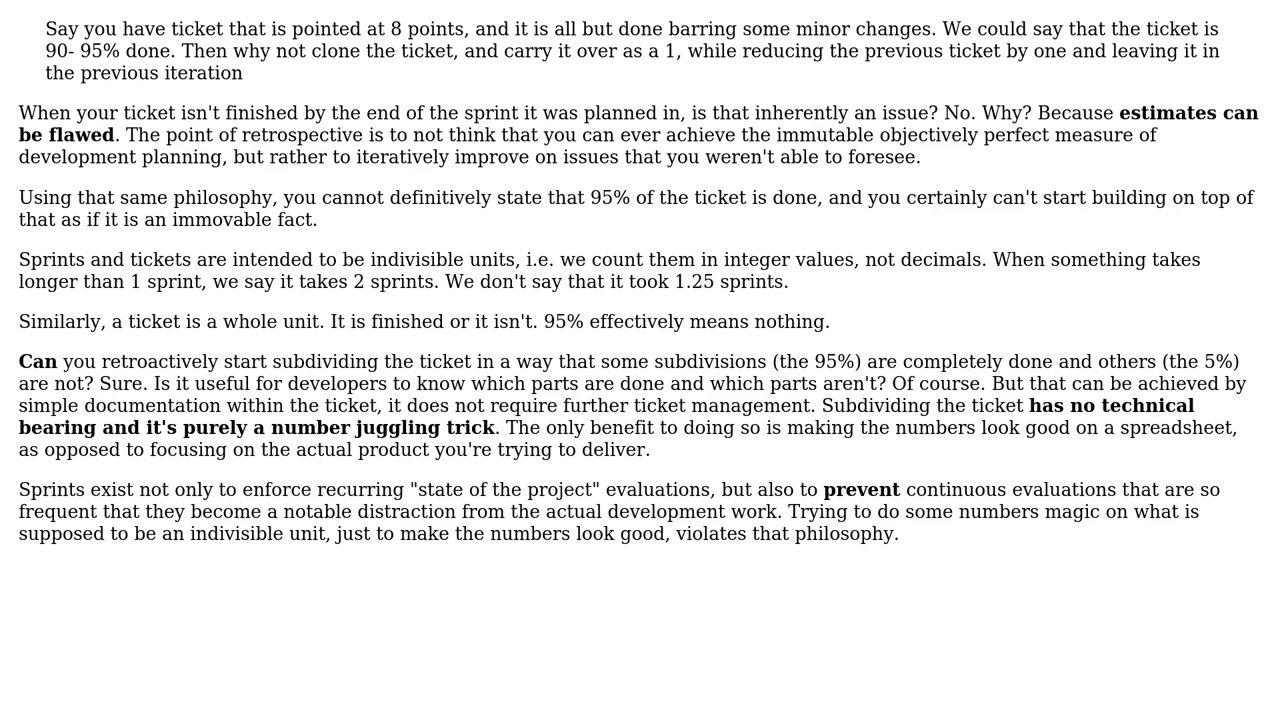 Say you have ticket that is pointed at 8 points, and it is all but done barring some minor changes. We could say that the ticket is
90- 95% done. Then why not clone the ticket, and carry it over as a 1, while reducing the previous ticket by one and leaving it in
the previous iteration
When your ticket isn't finished by the end of the sprint it was planned in, is that inherently an issue? No. Why? Because estimates can
be flawed. The point of retrospective is to not think that you can ever achieve the immutable objectively perfect measure of
development planning, but rather to iteratively improve on issues that you weren't able to foresee.
Using that same philosophy, you cannot definitively state that 95% of the ticket is done, and you certainly can't start building on top of
that as if it is an immovable fact.
Sprints and tickets are intended to be indivisible units, i.e. we count them in integer values, not decimals. When something takes
longer than 1 sprint, we say it takes 2 sprints. We don't say that it took 1.25 sprints.
Similarly, a ticket is a whole unit. It is finished or it isn't. 95% effectively means nothing.
Can you retroactively start subdividing the ticket in a way that some subdivisions (the 95%) are completely done and others (the 5%)
are not? Sure. Is it useful for developers to know which parts are done and which parts aren't? Of course. But that can be achieved by
simple documentation within the ticket, it does not require further ticket management. Subdividing the ticket has no technical
bearing and it's purely a number juggling trick. The only benefit to doing so is making the numbers look good on a spreadsheet,
as opposed to focusing on the actual product you're trying to deliver.
Sprints exist not only to enforce recurring "state of the project" evaluations, but also to prevent continuous evaluations that are so
frequent that they become a notable distraction from the actual development work. Trying to do some numbers magic on what is
supposed to be an indivisible unit, just to make the numbers look good, violates that philosophy.